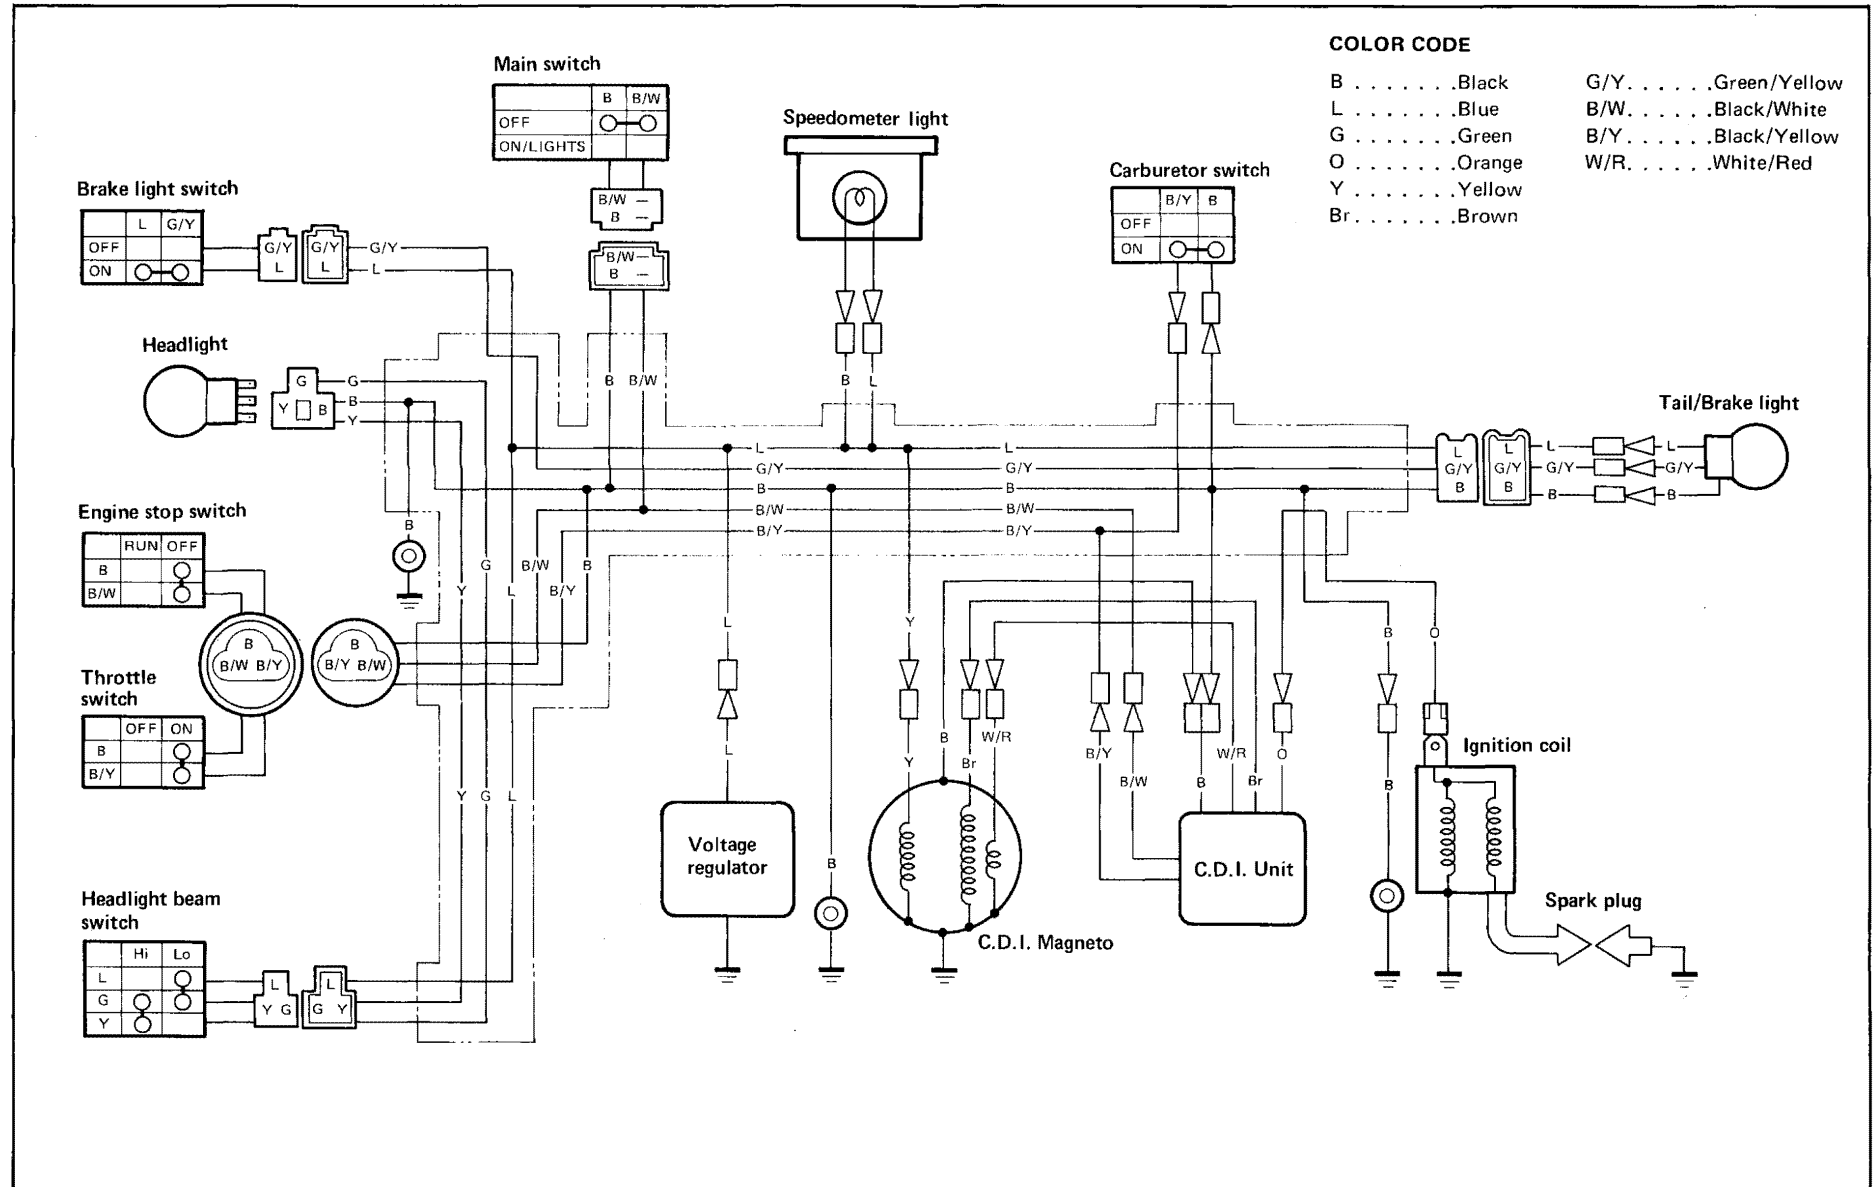 COLOR CODE
B . . . . . . .Black
L . . . . . . .Blue
G . . . . . . .Green
O . . . . . . .Orange
Y . . . . . . .Yellow
Br . . . . . . .Brown
G/Y. . . . . .Green/Yellow
B/W. . . . . .Black/White
B/Y. . . . . .Black/Yellow
W/R. . . . . .White/Red
Main switch
B B/W
OFF
ON/LIGHTS
B/W
B
B/W
B
B B/W
Speedometer light
B L
Carburetor switch
B/Y B
OFF
ON
Brake light switch
L G/Y
OFF
ON
G/Y
L
G/Y
L
G/Y
L
Headlight
G
Y B
G
B
Y
B
Tail/Brake light
L
G/Y
B
L
G/Y
B
L L
G/Y G/Y
B B
L L
G/Y G/Y
B B
B/W B/W
B/Y B/Y
Engine stop switch
RUN OFF
B
B/W
B
B/W B/Y
B
B/Y B/W
Throttle
switch
OFF ON
B
B/Y
Y G L B/W B/Y B
Y G L
Headlight beam
switch
Hi Lo
L
G
Y
L
Y G
L
G Y
L
L
Voltage
regulator
B
Y
Y
B
Br
W/R
C.D.I. Magneto
B/Y
B/W
B
W/R
Br
O
C.D.I. Unit
B
B
O
Ignition coil
Spark plug